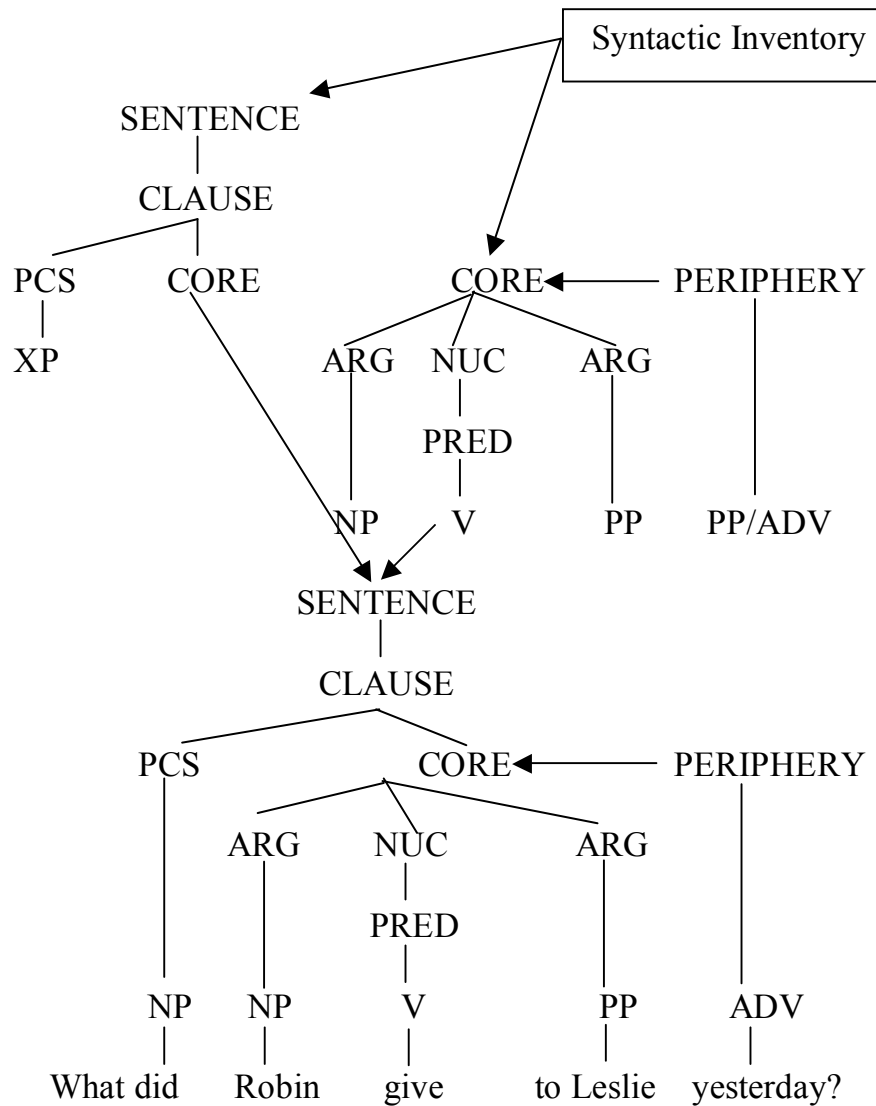 Syntactic Inventory
SENTENCE
CLAUSE
PCS CORE CORE PERIPHERY
XP ARG NUC ARG
PRED
NP V PP PP/ADV
SENTENCE
CLAUSE
PCS CORE PERIPHERY
ARG NUC ARG
PRED
NP NP V PP ADV
What did Robin give to Leslie yesterday?